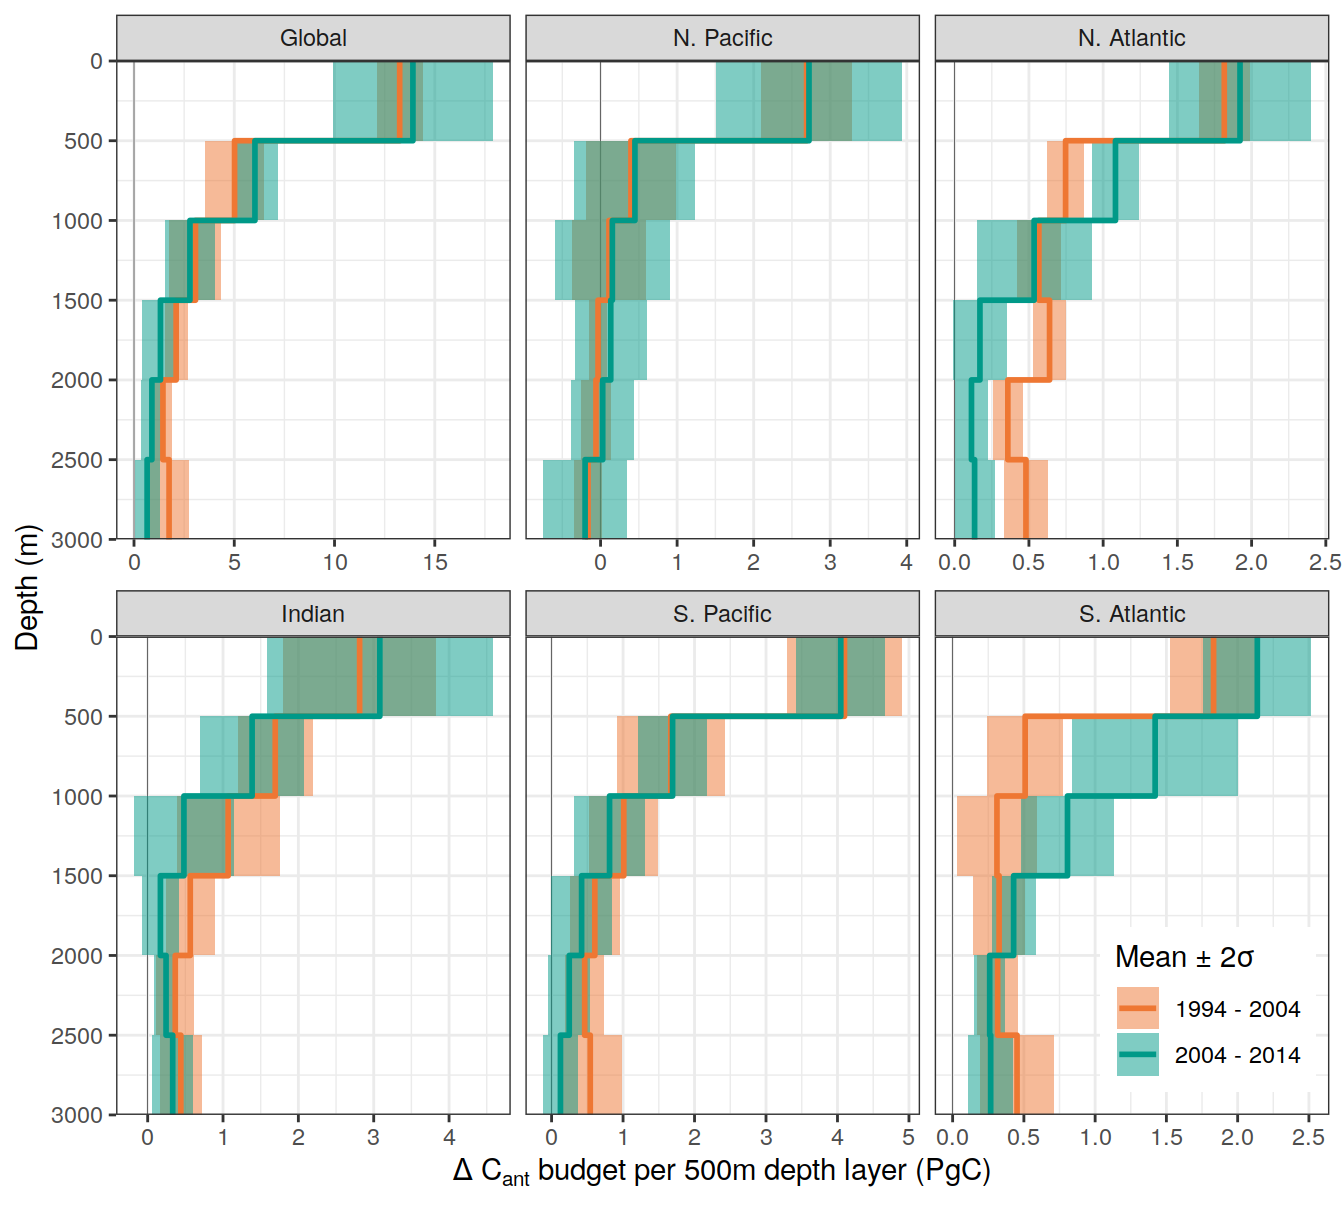 Global
N. Pacific
N. Atlantic
0
500
1000
1500
2000
2500
3000
0 5 10 15
0 1 2 3 4
0.0 0.5 1.0 1.5 2.0 2.5
Depth (m)
Indian
S. Pacific
S. Atlantic
0
500
1000
1500
2000
2500
3000
Mean ± 2σ
1994 - 2004
2004 - 2014
0 1 2 3 4
0 1 2 3 4 5
0.0 0.5 1.0 1.5 2.0 2.5
Δ Cant budget per 500m depth layer (PgC)